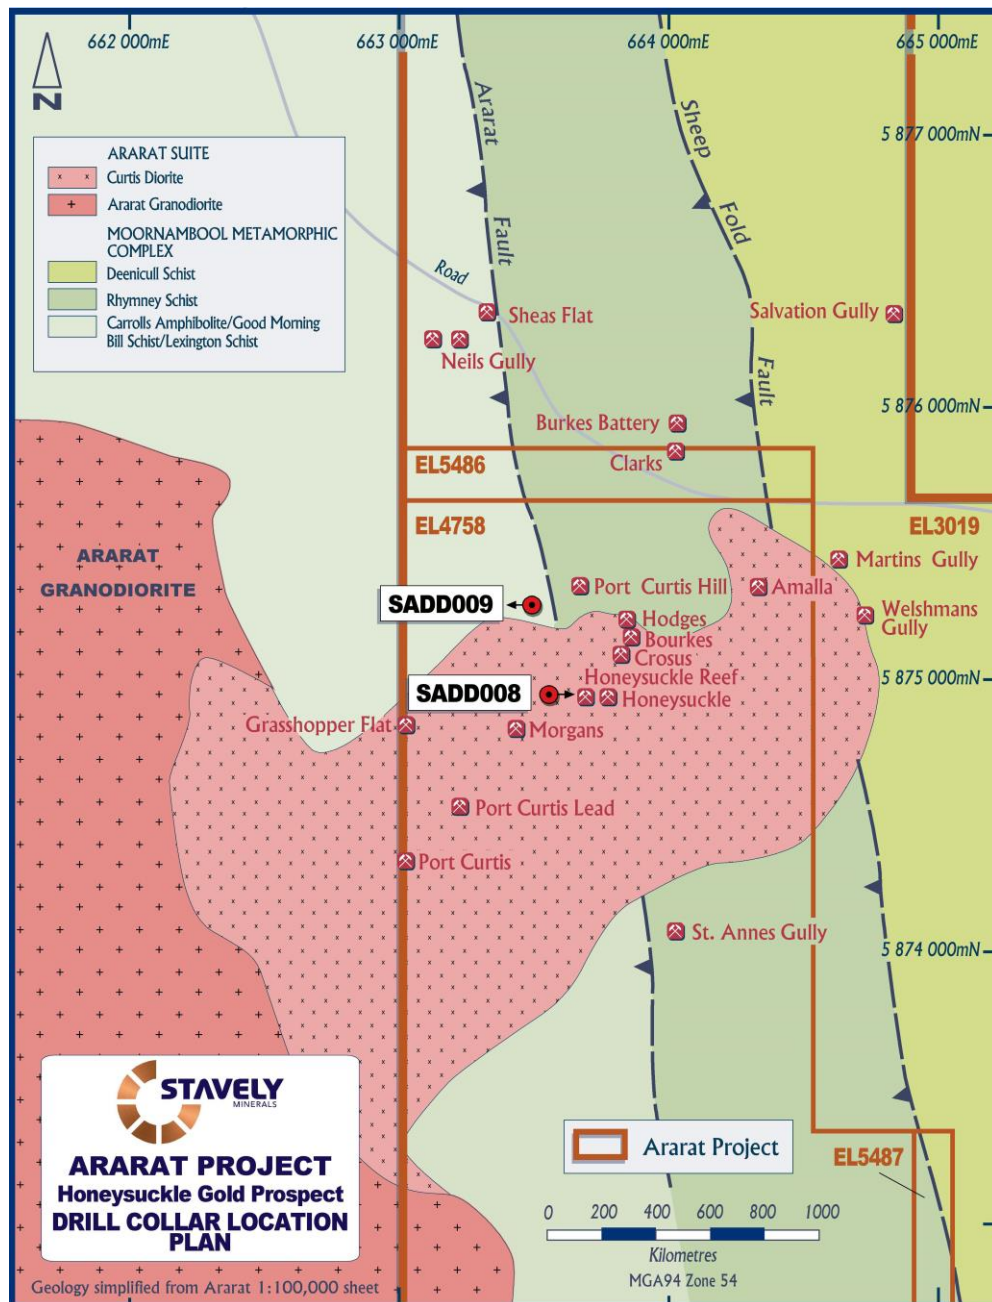 662 000mE
663 000mE
664 000mE
665 000mE
N
5 877 000mN
ARARAT SUITE
Curtis Diorite
Ararat Granodiorite
MOORNAMBOOL METAMORPHIC
COMPLEX
Deenicull Schist
Rhymney Schist
Carrolls Amphibolite/Good Morning
Bill Schist/Lexington Schist
Ararat
Fault
Sheep
Fold
Fault
Road
Sheas Flat
Salvation Gully
Neils Gully
5 876 000mN
Burkes Battery
Clarks
EL5486
EL4758
EL3019
ARARAT
GRANODIORITE
Martins Gully
Port Curtis Hill
Amalla
SADD009
Hodges
Welshmans
Gully
Bourkes
Crosus
Honeysuckle Reef
5 875 000mN
SADD008
Honeysuckle
Grasshopper Flat
Morgans
Port Curtis Lead
Port Curtis
St. Annes Gully
5 874 000mN
STAVELY
MINERALS
ARARAT PROJECT
Honeysuckle Gold Prospect
DRILL COLLAR LOCATION
PLAN
Ararat Project
EL5487
0 200 400 600 800 1000
Kilometres
MGA94 Zone 54
Geology simplified from Ararat 1:100,000 sheet